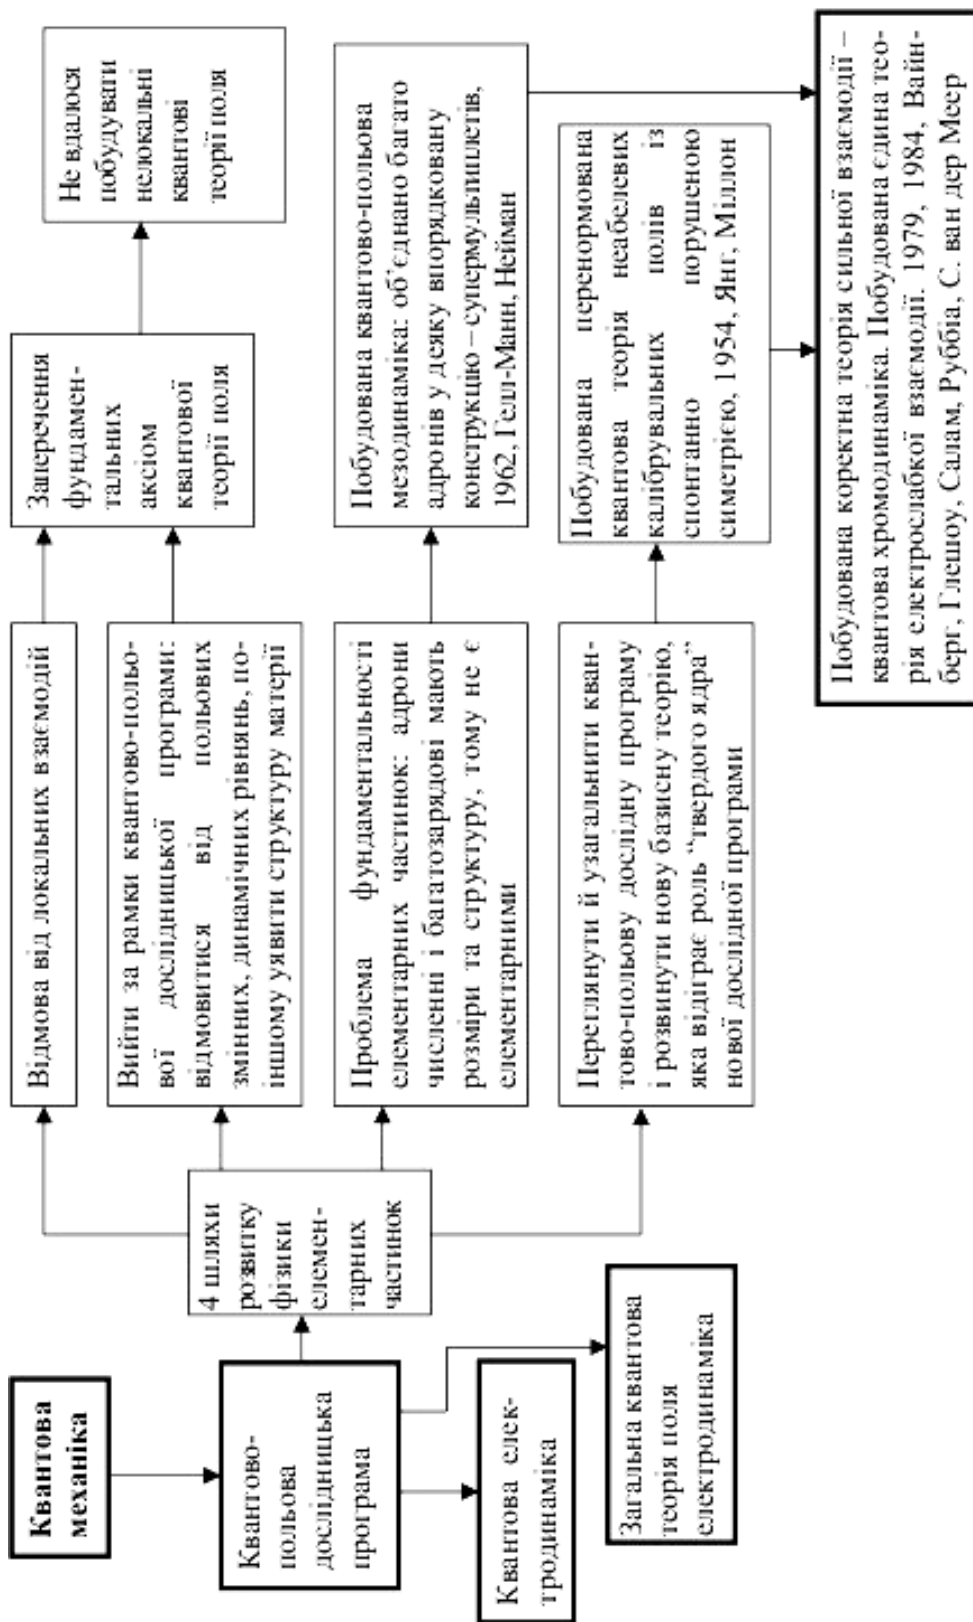 Квантова
механіка
Квантово-
польова
дослідницька
програма
Квантова елек-
тродинаміка
Загальна квантова
теорія поля
електродинаміка
4 шляхи
розвитку
фізики
елемен-
тарних
частинок
Відмова від локальних взаємодій
Вийти за рамки квантово-польо-
вої дослідницької програми:
відмовитися від польових
змінних, динамічних рівнянь, по-
іншому уявити структуру матерії
Проблема фундаментальності
елементарних частинок: адрони
численні і багатозарядові мають
розміри та структуру, тому не є
елементарними
Переглянути й узагальнити кван-
тово-польову дослідну програму
і розвинути нову базисну теорію,
яка відіграє роль “твердого ядра”
нової дослідної програми
Заперечення
фундамен-
тальних
аксіом
квантової
теорії поля
Не вдалося
побудувати
нелокальні
квантові
теорії поля
Побудована квантово-польова
мезодинаміка: об’єднано багато
адронів у деяку впорядковану
конструкцію – супермультиплетів,
1962, Гелл-Манн, Нейман
Побудована перенормована
квантова теорія неабелевих
калібрувальних полів із
спонтанно порушеною
симетрією, 1954, Янг, Міллон
Побудована коректна теорія сильної взаємодії –
квантова хромодинаміка. Побудована єдина тео-
рія електрослабкої взаємодії. 1979, 1984, Вайн-
берг, Глешоу, Салам, Руббіа, С. ван дер Меер